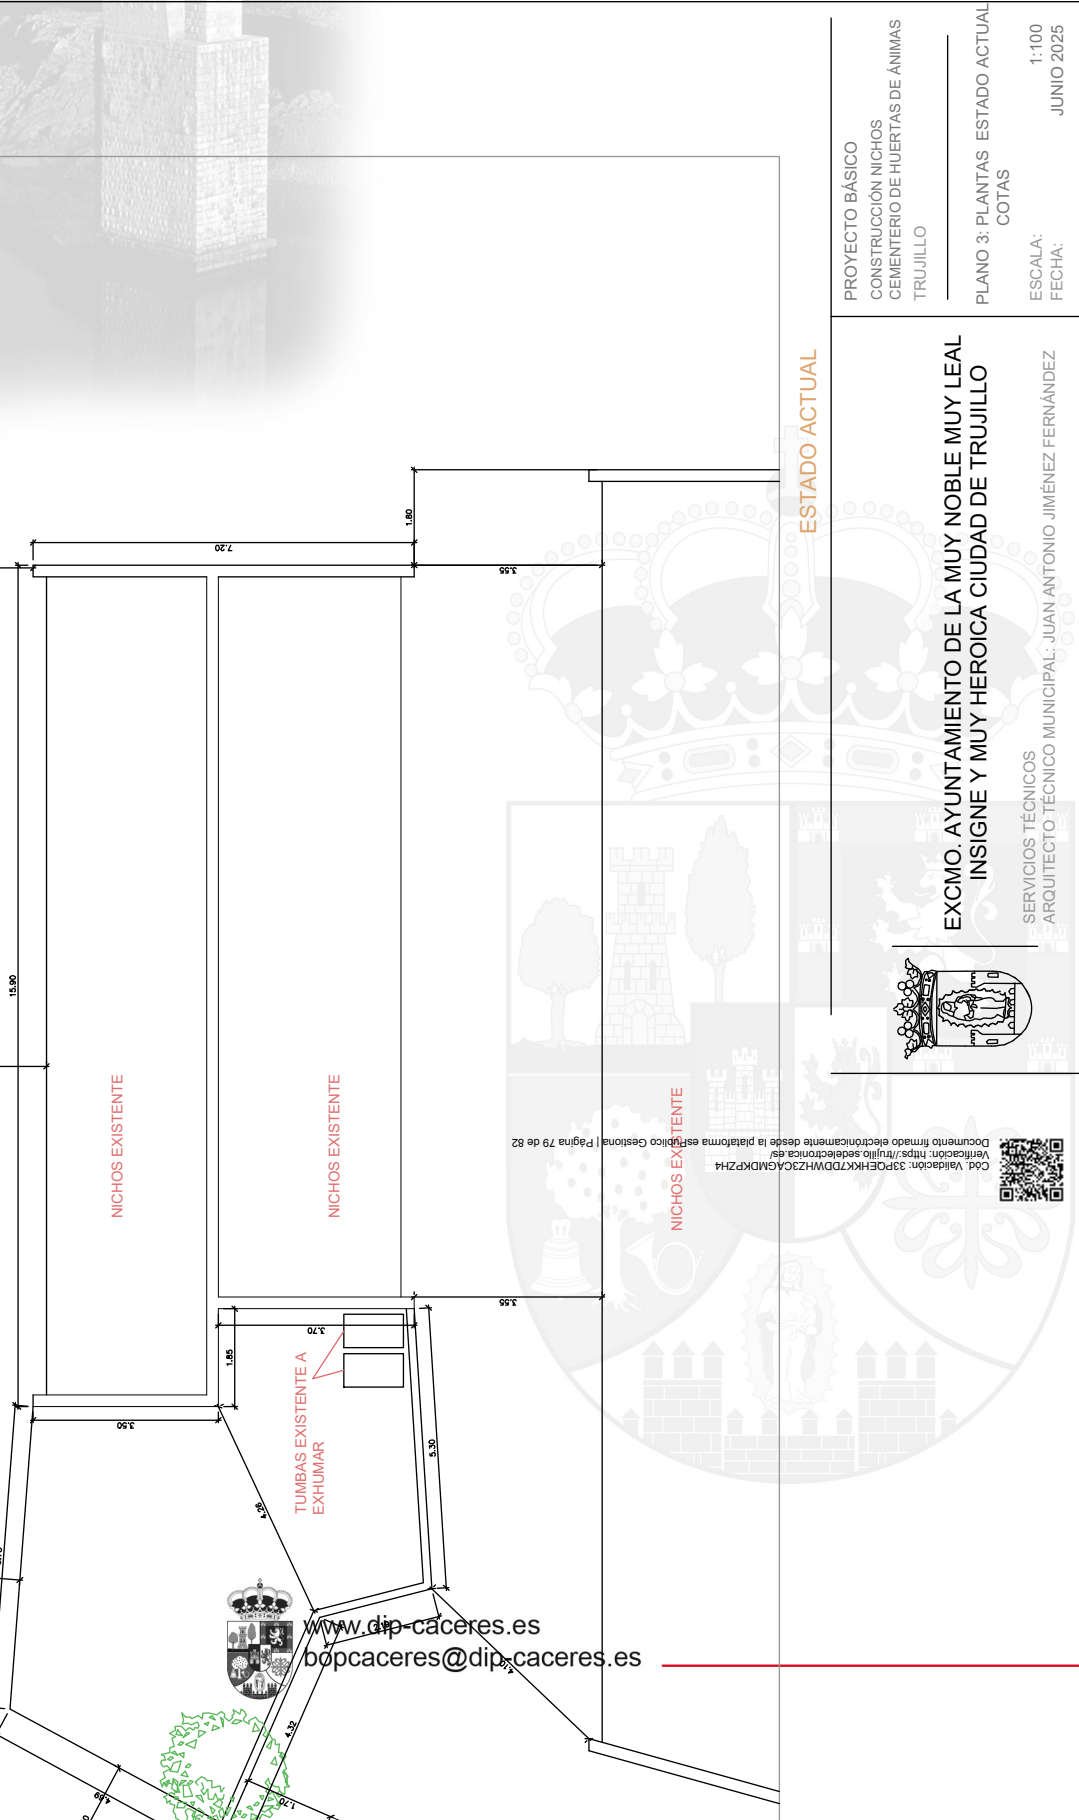 PROYECTO BÁSICO
CONSTRUCCIÓN NICHOS
CEMENTERIO DE HUERTAS DE ÁNIMAS
TRUJILLO
PLANO 3: PLANTAS ESTADO ACTUAL
COTAS
ESCALA: 1:100
FECHA: JUNIO 2025
EXCMO. AYUNTAMIENTO DE LA MUY NOBLE MUY LEAL
INSIGNE Y MUY HEROICA CIUDAD DE TRUJILLO
SERVICIOS TÉCNICOS
ARQUITECTO TÉCNICO MUNICIPAL: JUAN ANTONIO JIMÉNEZ FERNÁNDEZ
ESTADO ACTUAL
1.80
7.20
3.55
15.90
NICHOS EXISTENTE
NICHOS EXISTENTE
NICHOS EXISTENTE
Cód. Validación: 33PQEHKK7DDWHZ3CAGMDKPZH4
Verificación: https://trujillo.sedelectronica.es/
Documento firmado electrónicamente desde la plataforma esPublico Gestiona | Página 79 de 82
3.55
3.70
1.85
TUMBAS EXISTENTE A
EXHUMAR
3.50
5.30
4.26
www.dip-caceres.es
bopcaceres@dip-caceres.es
4.32
1.70